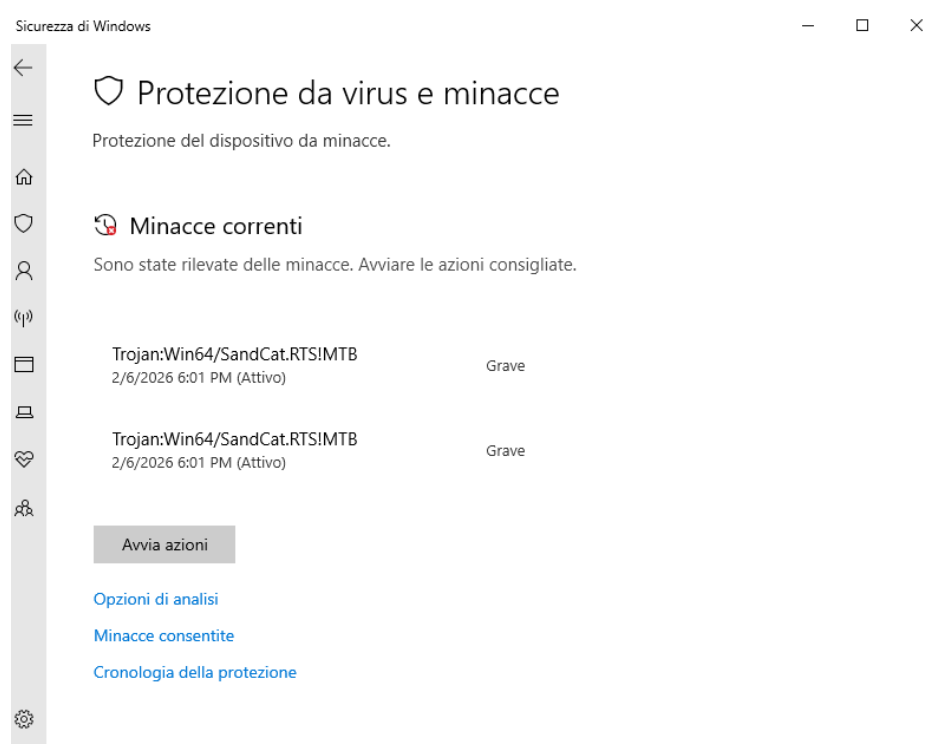 Sicurezza di Windows
Protezione da virus e minacce
Protezione del dispositivo da minacce.
Minacce correnti
Sono state rilevate delle minacce. Avviare le azioni consigliate.
Trojan:Win64/SandCat.RTS!MTB
2/6/2026 6:01 PM (Attivo)
Grave
Trojan:Win64/SandCat.RTS!MTB
2/6/2026 6:01 PM (Attivo)
Grave
Avvia azioni
Opzioni di analisi
Minacce consentite
Cronologia della protezione